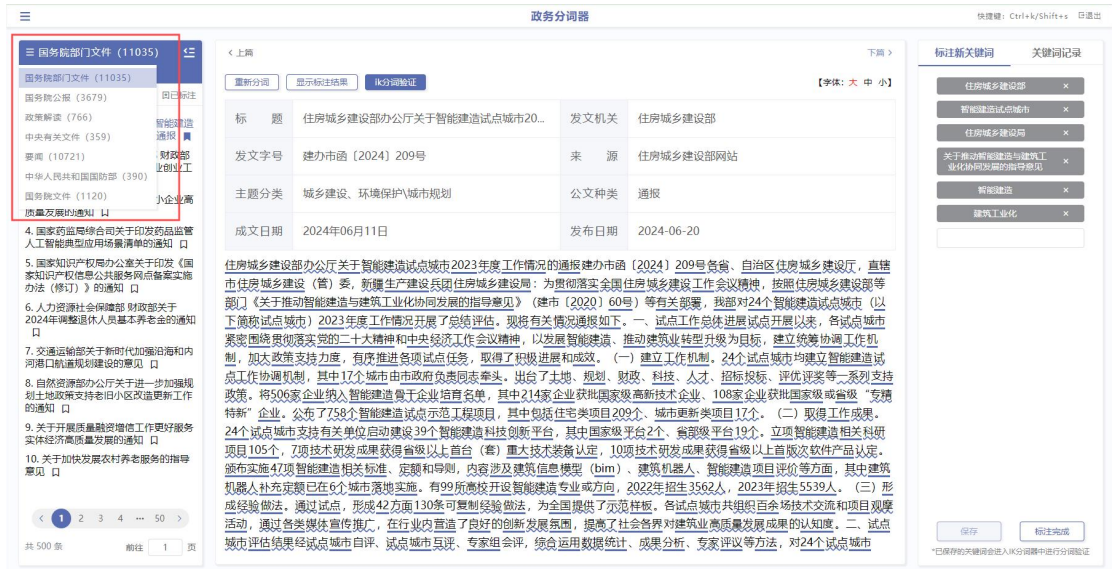 政务分词器
快捷键: Ctrl+k/Shift+s 退出
国务院部门文件 (11035)
国务院部门文件 (11035)
国务院公报 (3679)
政策解读 (766)
中央有关文件 (359)
要闻 (10721)
中华人民共和国国防部 (390)
国务院文件 (1120)
已标注
智能建造
通报
财政部
业创业工
小企业高
质量发展的通知
4. 国家药监局综合司关于印发药品监管
人工智能典型应用场景清单的通知
5. 国家知识产权局办公室关于印发《国
家知识产权信息公共服务网点备案实施
办法（修订）》的通知
6. 人力资源社会保障部 财政部关于
2024年调整退休人员基本养老金的通知
7. 交通运输部关于新时代加强沿海和内
河港口航道规划建设的意见
8. 自然资源部办公厅关于进一步加强规
划土地政策支持老旧小区改造更新工作
的通知
9. 关于开展质量融资增信工作更好服务
实体经济高质量发展的通知
10. 关于加快发展农村养老服务的指导
意见
< 1 2 3 4 ··· 50 >
共 500 条 前往 1 页
< 上篇
下篇 >
重新分词 显示标注结果 ik分词验证
【字体: 大 中 小】
标 题 住房城乡建设部办公厅关于智能建造试点城市20... 发文机关 住房城乡建设部
发文字号 建办市函〔2024〕209号 来 源 住房城乡建设部网站
主题分类 城乡建设、环境保护\城市规划 公文种类 通报
成文日期 2024年06月11日 发布日期 2024-06-20
住房城乡建设部办公厅关于智能建造试点城市2023年度工作情况的通报建办市函〔2024〕209号各省、自治区住房城乡建设厅，直辖
市住房城乡建设（管）委，新疆生产建设兵团住房城乡建设局：为贯彻落实全国住房城乡建设工作会议精神，按照住房城乡建设部等
部门《关于推动智能建造与建筑工业化协同发展的指导意见》（建市〔2020〕60号）等有关部署，我部对24个智能建造试点城市（以
下简称试点城市）2023年度工作情况开展了总结评估。现将有关情况通报如下。一、试点工作总体进展试点开展以来，各试点城市
紧密围绕贯彻落实党的二十大精神和中央经济工作会议精神，以发展智能建造、推动建筑业转型升级为目标，建立统筹协调工作机
制，加大政策支持力度，有序推进各项试点任务，取得了积极进展和成效。（一）建立工作机制。24个试点城市均建立智能建造试
点工作协调机制，其中17个城市由市政府负责同志牵头。出台了土地、规划、财政、科技、人才、招标投标、评优评奖等一系列支持
政策。将506家企业纳入智能建造骨干企业培育名单，其中214家企业获批国家级高新技术企业、108家企业获批国家级或省级“专精
特新”企业。公布了758个智能建造试点示范工程项目，其中包括住宅类项目209个、城市更新类项目17个。（二）取得工作成果。
24个试点城市支持有关单位启动建设39个智能建造科技创新平台，其中国家级平台2个、省部级平台19个。立项智能建造相关科研
项目105个，7项技术研发成果获得省级以上首台（套）重大技术装备认定，10项技术研发成果获得省级以上首版次软件产品认定。
颁布实施47项智能建造相关标准、定额和导则，内容涉及建筑信息模型（bim）、建筑机器人、智能建造项目评价等方面，其中建筑
机器人补充定额已在6个城市落地实施。有99所高校开设智能建造专业或方向，2022年招生3562人，2023年招生5539人。（三）形
成经验做法。通过试点，形成42方面130条可复制经验做法，为全国提供了示范样板。各试点城市共组织百余场技术交流和项目观摩
活动，通过各类媒体宣传推广，在行业内营造了良好的创新发展氛围，提高了社会各界对建筑业高质量发展成果的认知度。二、试点
城市评估结果经试点城市自评、试点城市互评、专家组会评，综合运用数据统计、成果分析、专家评议等方法，对24个试点城市
标注新关键词 关键词记录
住房城乡建设部 ×
智能建造试点城市 ×
住房城乡建设局 ×
关于推动智能建造与建筑工
业化协同发展的指导意见 ×
智能建造 ×
建筑工业化 ×
保存 标注完成
*已保存的关键词会进入IK分词器中进行分词验证